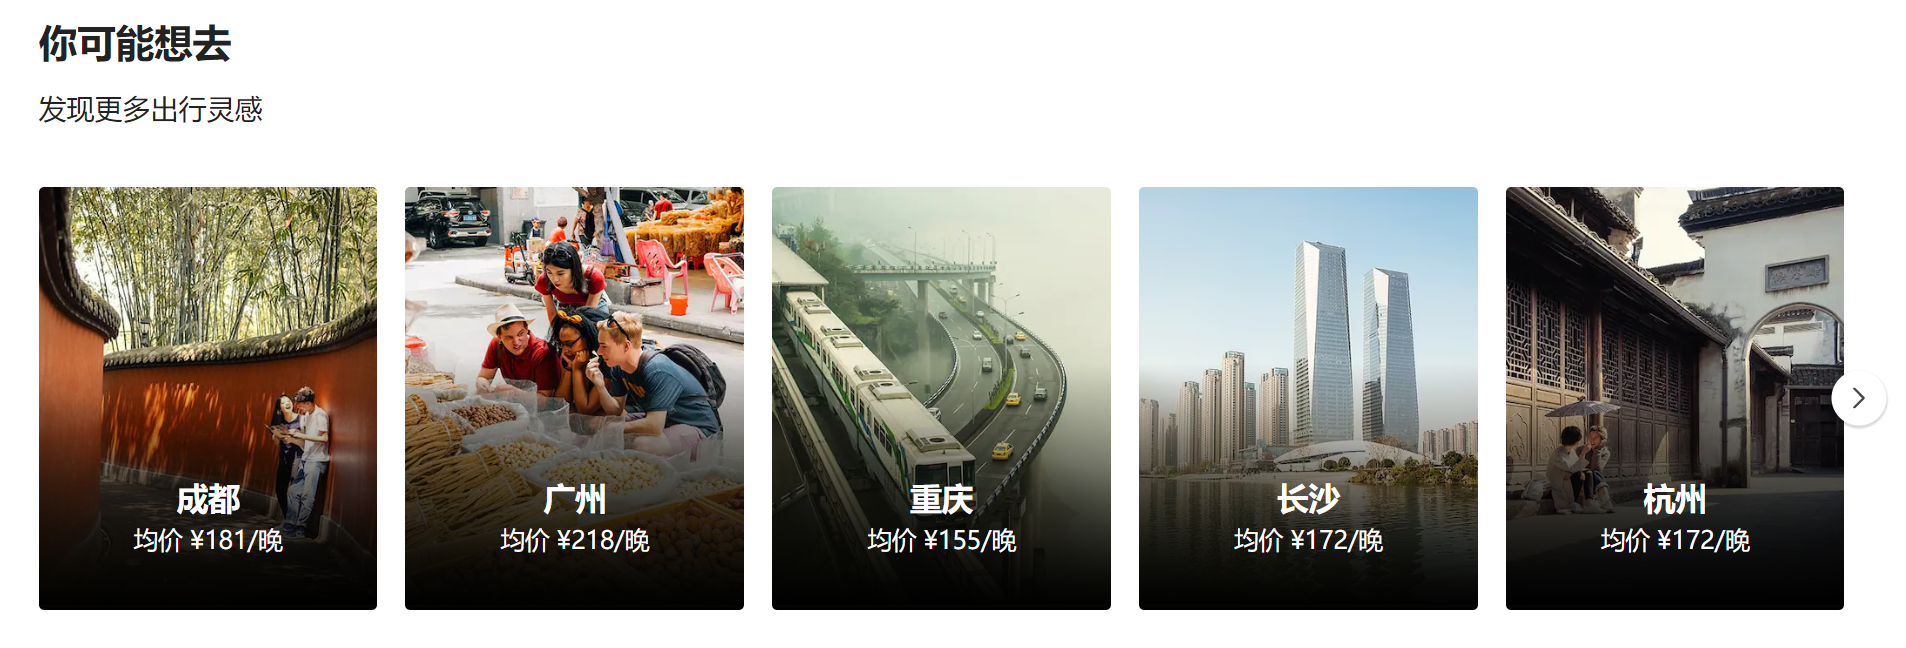 你可能想去
发现更多出行灵感
成都
均价 ¥181/晚
广州
均价 ¥218/晚
重庆
均价 ¥155/晚
长沙
均价 ¥172/晚
杭州
均价 ¥172/晚